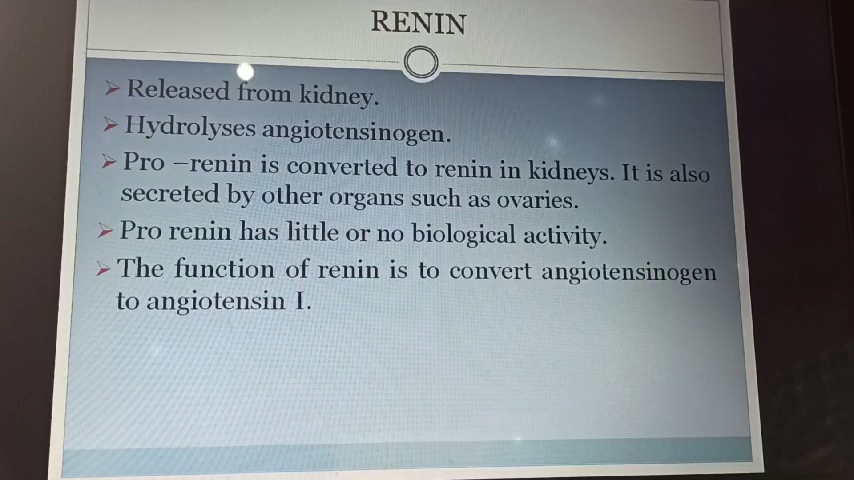 RENIN
Released from kidney.
Hydrolyses angiotensinogen.
Pro –renin is converted to renin in kidneys. It is also
secreted by other organs such as ovaries.
Pro renin has little or no biological activity.
The function of renin is to convert angiotensinogen
to angiotensin I.